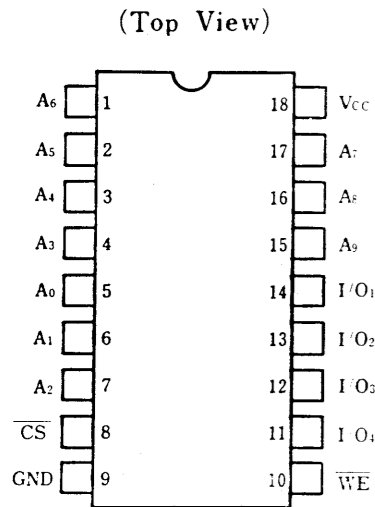 (Top View)
A6 1 18 VCC
A5 2 17 A7
A4 3 16 A8
A3 4 15 A9
A0 5 14 I/O1
A1 6 13 I/O2
A2 7 12 I/O3
CS 8 11 I/O4
GND 9 10 WE